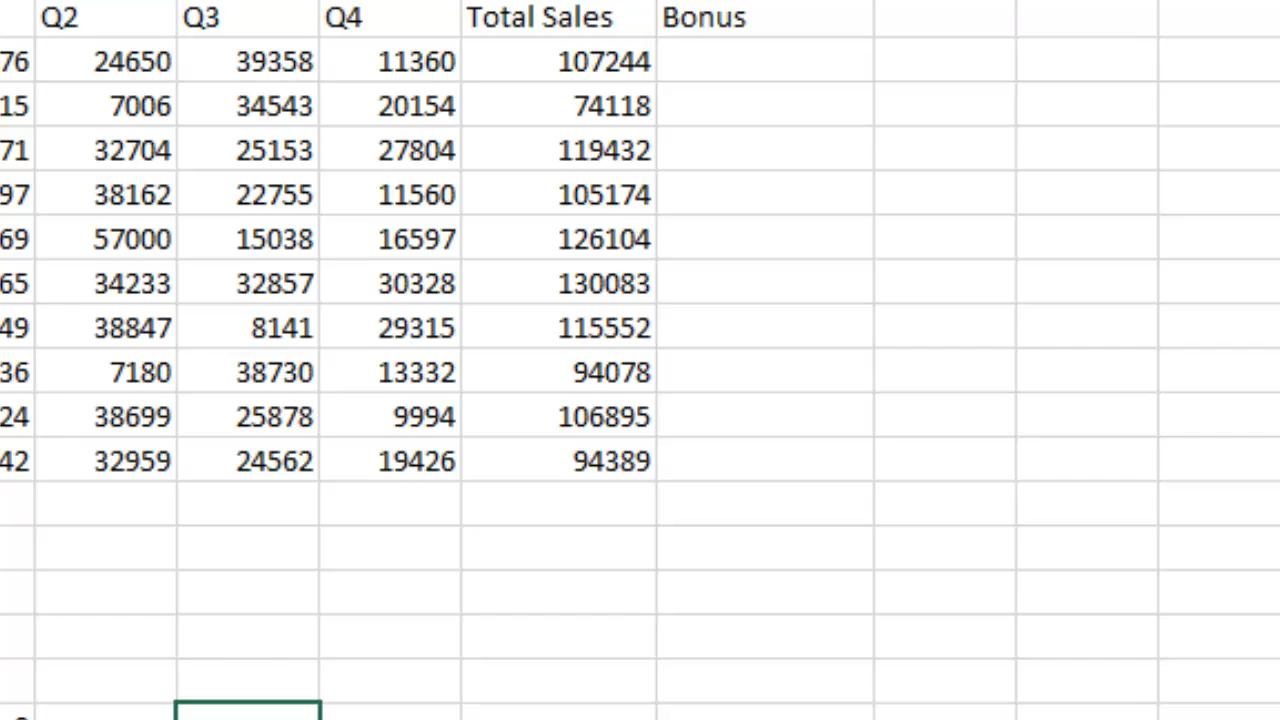 Q2 Q3 Q4 Total Sales Bonus
76 24650 39358 11360 107244
15 7006 34543 20154 74118
71 32704 25153 27804 119432
97 38162 22755 11560 105174
69 57000 15038 16597 126104
65 34233 32857 30328 130083
49 38847 8141 29315 115552
36 7180 38730 13332 94078
24 38699 25878 9994 106895
42 32959 24562 19426 94389